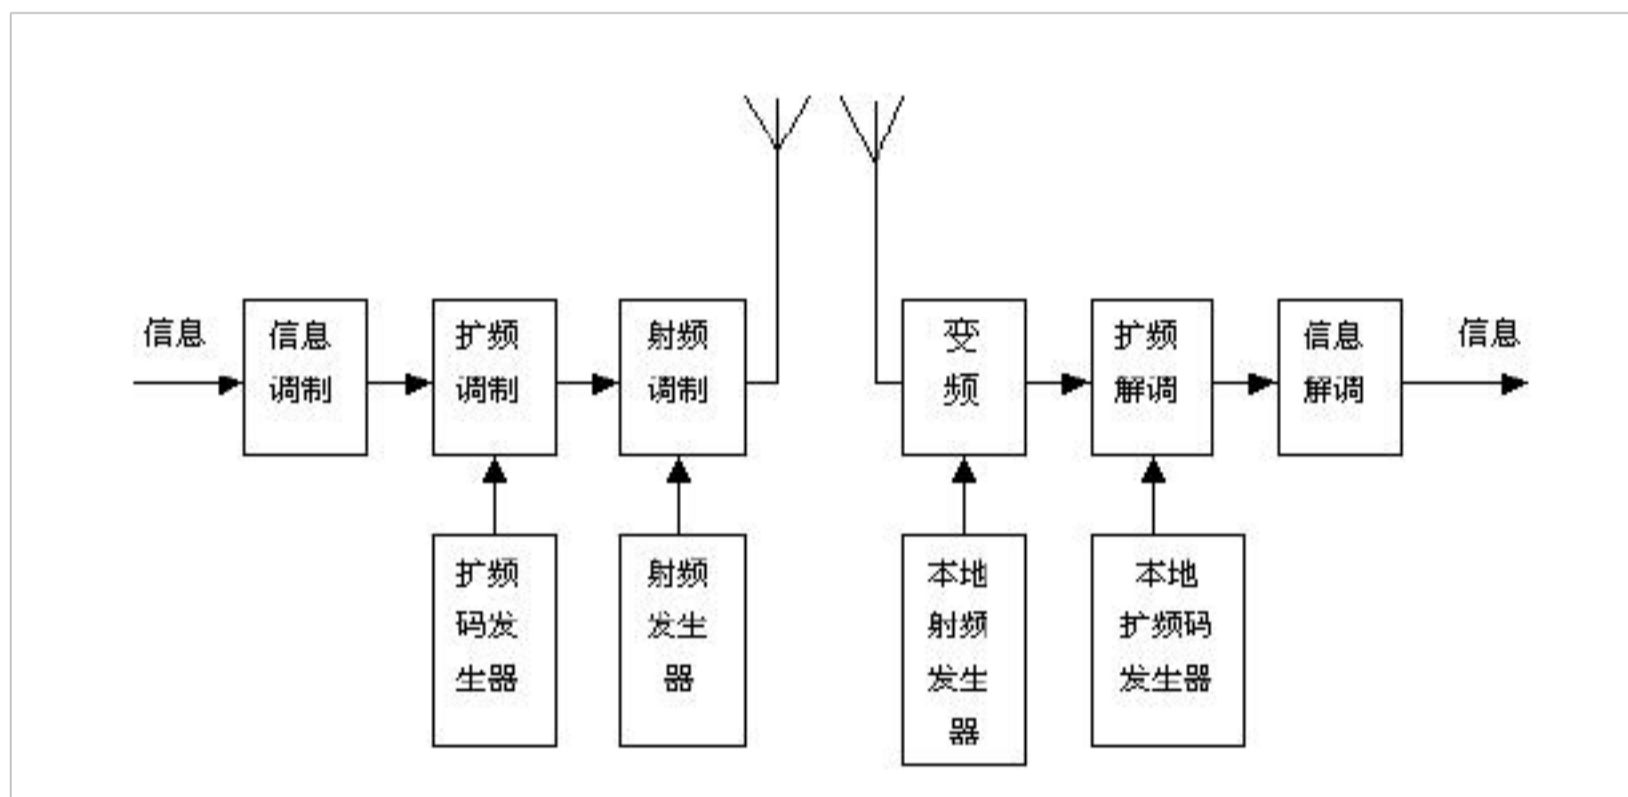 信息
信息
调制
扩频
调制
射频
调制
变
频
扩频
解调
信息
解调
信息
扩频
码发
生器
射频
发生
器
本地
射频
发生
器
本地
扩频码
发生器